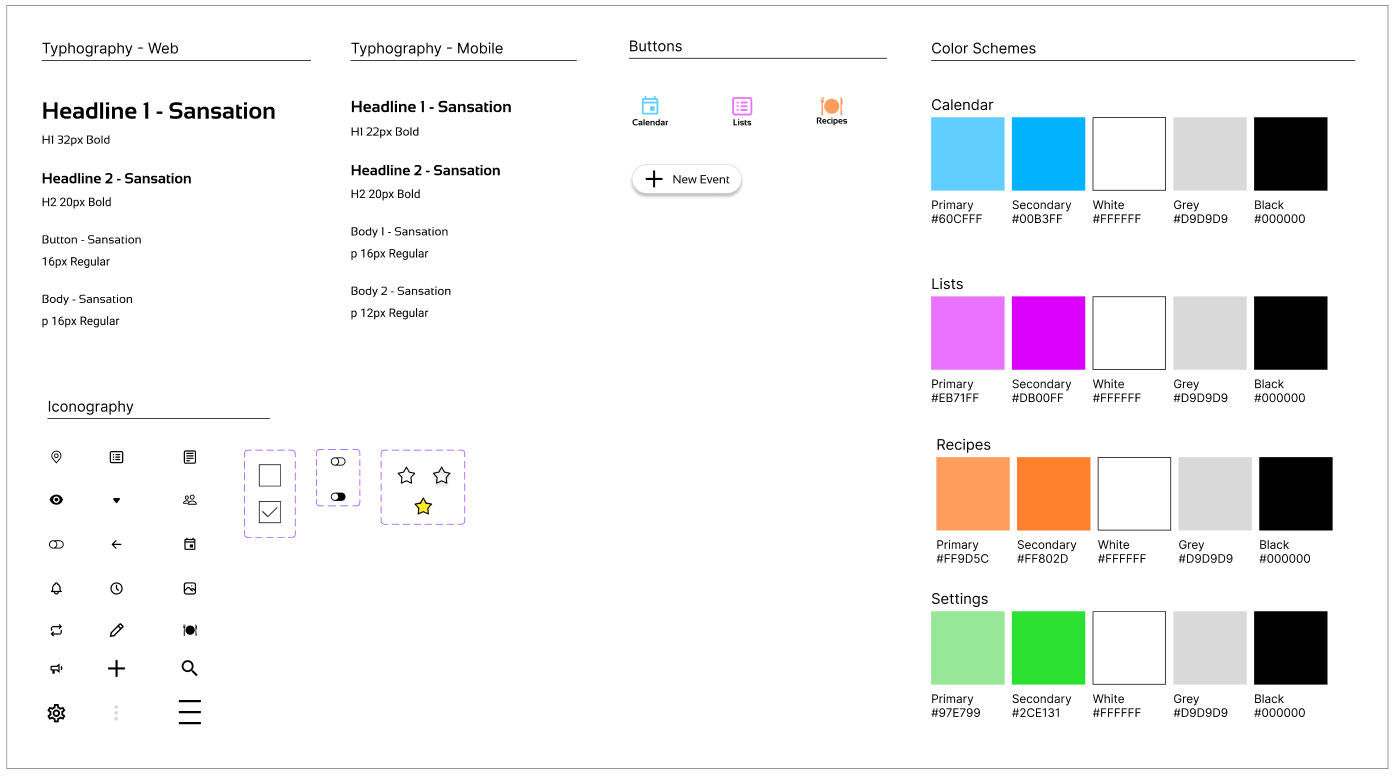 Typhography - Web
Headline 1 - Sansation
H1 32px Bold
Headline 2 - Sansation
H2 20px Bold
Button - Sansation
16px Regular
Body - Sansation
p 16px Regular
Typhography - Mobile
Headline 1 - Sansation
H1 22px Bold
Headline 2 - Sansation
H2 20px Bold
Body 1 - Sansation
p 16px Regular
Body 2 - Sansation
p 12px Regular
Buttons
Calendar
Lists
Recipes
New Event
Iconography
Color Schemes
Calendar
Primary Secondary White Grey Black
#60CFFF #00B3FF #FFFFFF #D9D9D9 #000000
Lists
Primary Secondary White Grey Black
#EB71FF #DB00FF #FFFFFF #D9D9D9 #000000
Recipes
Primary Secondary White Grey Black
#FF9D5C #FF802D #FFFFFF #D9D9D9 #000000
Settings
Primary Secondary White Grey Black
#97E799 #2CE131 #FFFFFF #D9D9D9 #000000